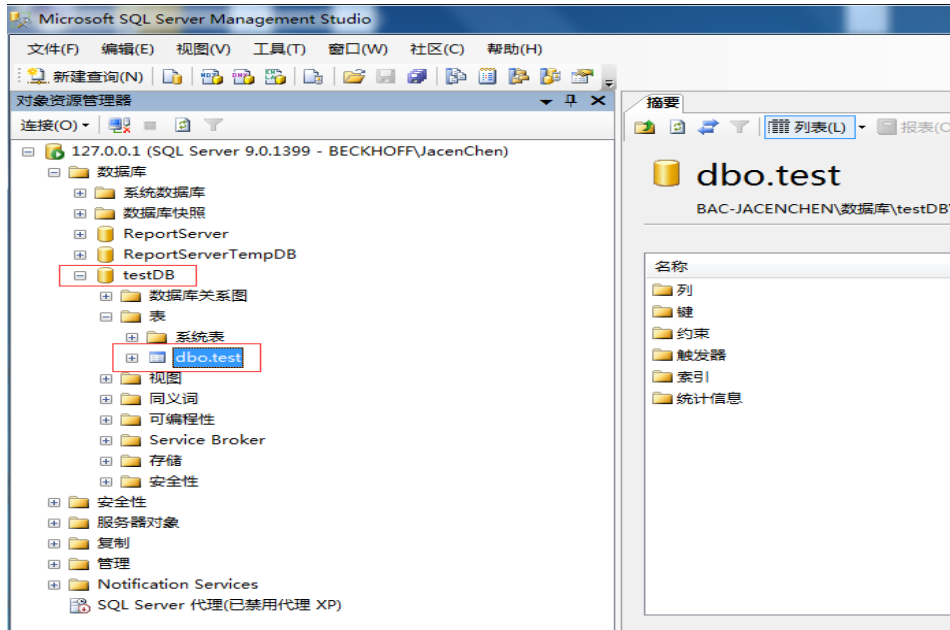 Microsoft SQL Server Management Studio
文件(F) 编辑(E) 视图(V) 工具(T) 窗口(W) 社区(C) 帮助(H)
新建查询(N)
对象资源管理器
连接(O)
127.0.0.1 (SQL Server 9.0.1399 - BECKHOFF\JacenChen)
数据库
系统数据库
数据库快照
ReportServer
ReportServerTempDB
testDB
数据库关系图
表
系统表
dbo.test
视图
同义词
可编程性
Service Broker
存储
安全性
安全性
服务器对象
复制
管理
Notification Services
SQL Server 代理(已禁用代理 XP)
摘要
列表(L) 报表(O
dbo.test
BAC-JACENCHEN\数据库\testDB
名称
列
键
约束
触发器
索引
统计信息